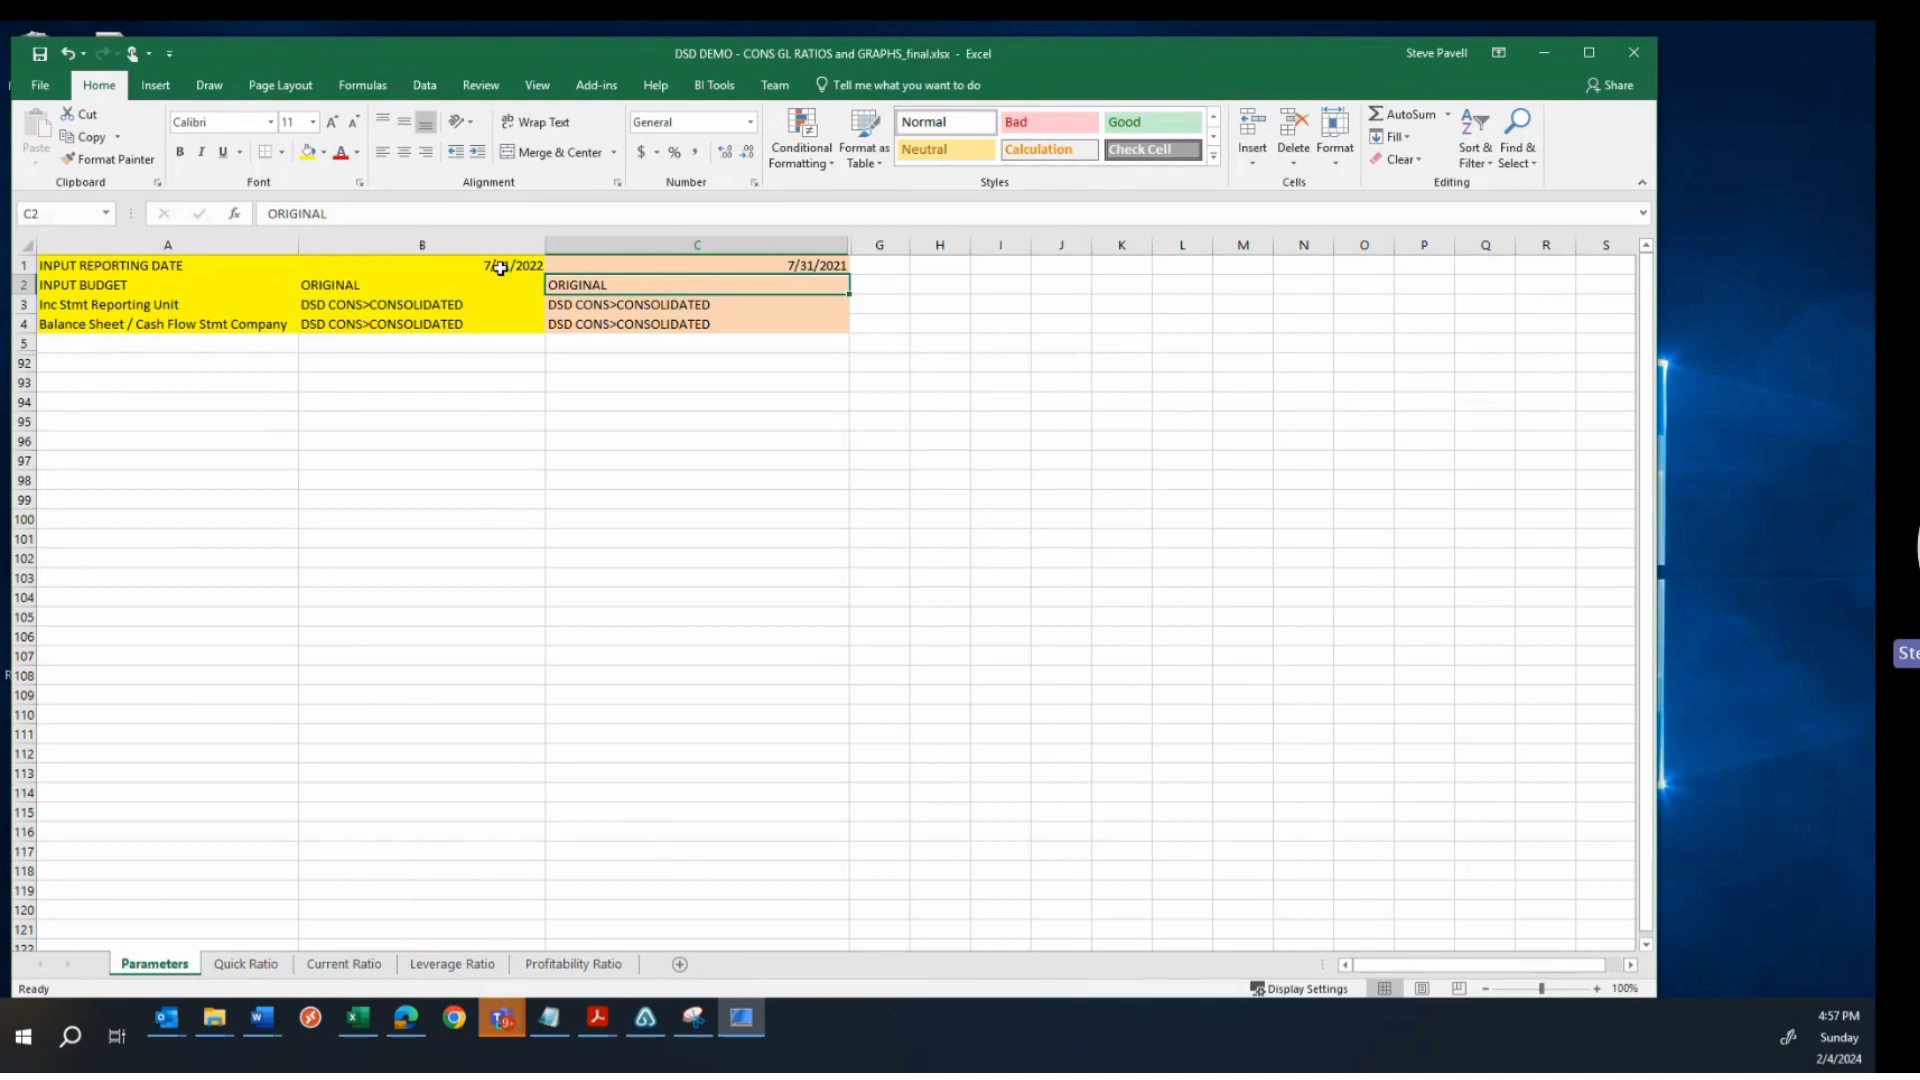 DSD DEMO - CONS GL RATIOS and GRAPHS_final.xlsx - Excel
Steve Pavell
File Home Insert Draw Page Layout Formulas Data Review View Add-ins Help BI Tools Team Tell me what you want to do Share
Paste
Cut
Copy
Format Painter
Clipboard
Calibri 11
B I U
Font
Wrap Text
Merge & Center
Alignment
General
$ % ,
Number
Conditional Formatting
Format as Table
Normal Bad Good
Neutral Calculation Check Cell
Styles
Insert Delete Format
Cells
AutoSum
Fill
Clear
Sort & Filter
Find & Select
Editing
C2 fx ORIGINAL
A B C G H I J K L M N O P Q R S
1 INPUT REPORTING DATE 7/31/2021
2 INPUT BUDGET ORIGINAL ORIGINAL
3 Inc Stmt Reporting Unit DSD CONS>CONSOLIDATED DSD CONS>CONSOLIDATED
4 Balance Sheet / Cash Flow Stmt Company DSD CONS>CONSOLIDATED DSD CONS>CONSOLIDATED
5
92
93
94
95
96
97
98
99
100
101
102
103
104
105
106
107
108
109
110
111
112
113
114
115
116
117
118
119
120
121
122
Parameters Quick Ratio Current Ratio Leverage Ratio Profitability Ratio
Ready Display Settings 100%
4:57 PM
Sunday
2/4/2024